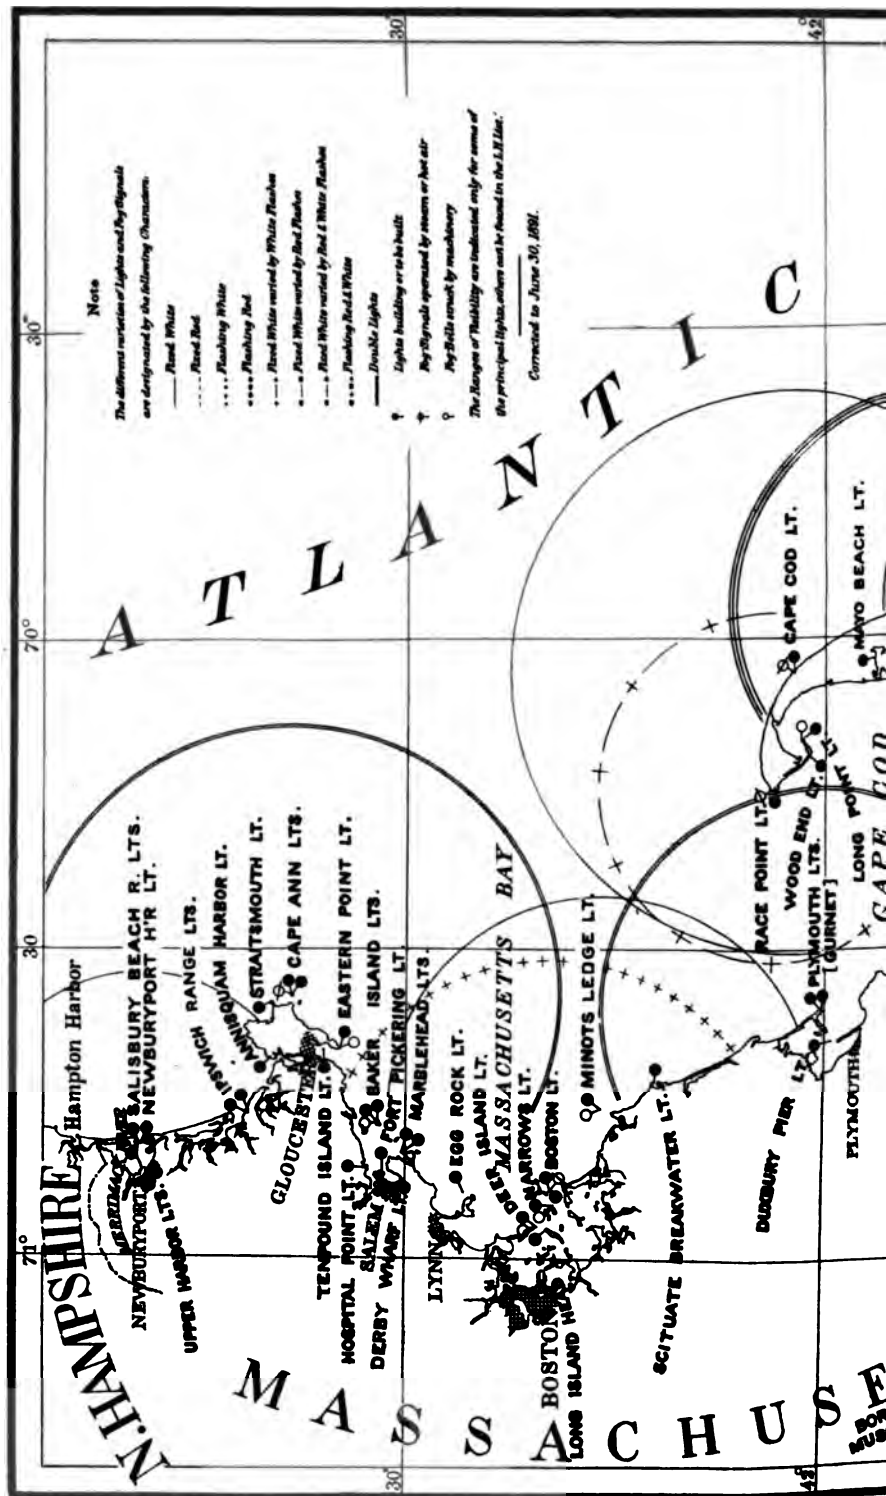 Note
The different varieties of Lights and Fog Signals
are designated by the following Characters.
Fixed White
Fixed Red
Flashing White
Flashing Red
Fixed White varied by White Flashes
Fixed White varied by Red Flashes
Fixed White varied by Red & White Flashes
Flashing Red & White
Double Lights
Lights building or to be built
Fog Signals operated by steam or hot air
Fog Bells struck by machinery
The Ranges of Visibility are indicated only for some of
the principal lights, others can be found in the L.H. List.
Corrected to June 30, 1891.
30'
42°
30'
70°
30
71°
30'
42°
ATLANTIC
N. HAMPSHIRE
MASSACHUSE
Hampton Harbor
SALISBURY BEACH R. LTS.
NEWBURYPORT H'R LT.
MERRIMAC
NEWBURYPORT
UPPER HARBOR LTS.
IPSWICH RANGE LTS.
ANNISQUAM HARBOR LT.
STRAITSMOUTH LT.
CAPE ANN LTS.
EASTERN POINT LT.
GLOUCESTER
TENPOUND ISLAND LT.
BAKER ISLAND LTS.
HOSPITAL POINT LT.
SALEM
FORT PICKERING LT.
DERBY WHARF LT.
MARBLEHEAD LTS.
LYNN
EGG ROCK LT.
DEER ISLAND LT.
MASSACHUSETTS BAY
NARROWS LT.
BOSTON LT.
BOSTON
LONG ISLAND HEAD
MINOTS LEDGE LT.
SCITUATE BREAKWATER LT.
DUXBURY PIER LT.
PLYMOUTH
PLYMOUTH LTS.
[GURNET]
RACE POINT LT.
WOOD END LT.
LONG POINT LT.
CAPE COD LT.
MAYO BEACH LT.
CAPE COD
BOR